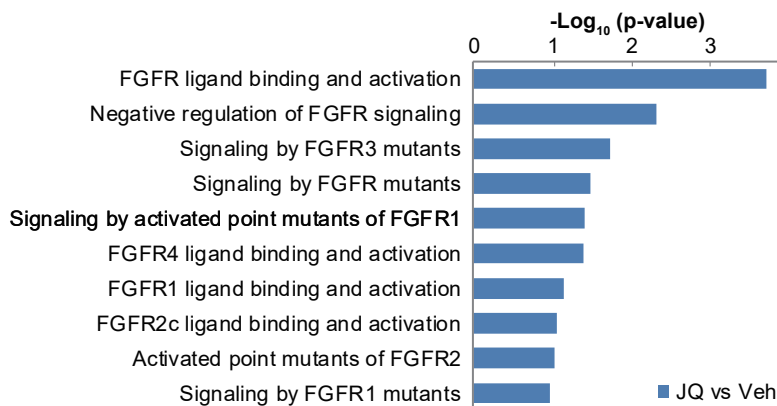 -Log₁₀ (p-value)
0 1 2 3
FGFR ligand binding and activation
Negative regulation of FGFR signaling
Signaling by FGFR3 mutants
Signaling by FGFR mutants
Signaling by activated point mutants of FGFR1
FGFR4 ligand binding and activation
FGFR1 ligand binding and activation
FGFR2c ligand binding and activation
Activated point mutants of FGFR2
Signaling by FGFR1 mutants
JQ vs Veh